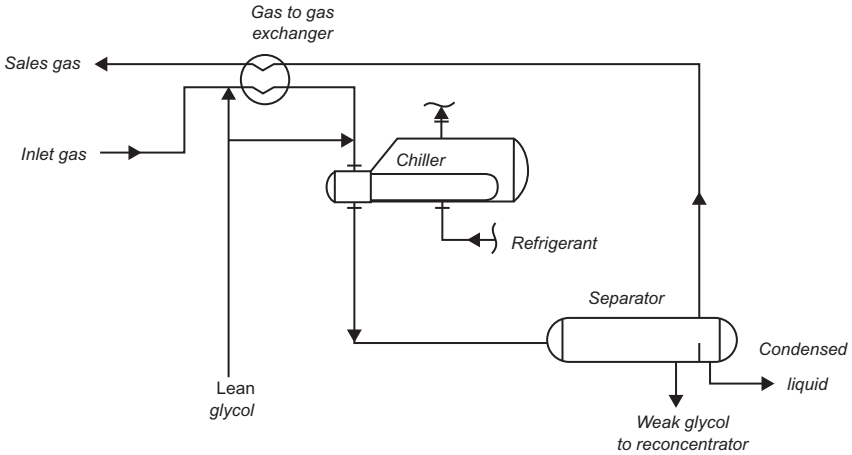 Gas to gas
exchanger
Sales gas
Inlet gas
Chiller
Refrigerant
Separator
Condensed
liquid
Lean
glycol
Weak glycol
to reconcentrator